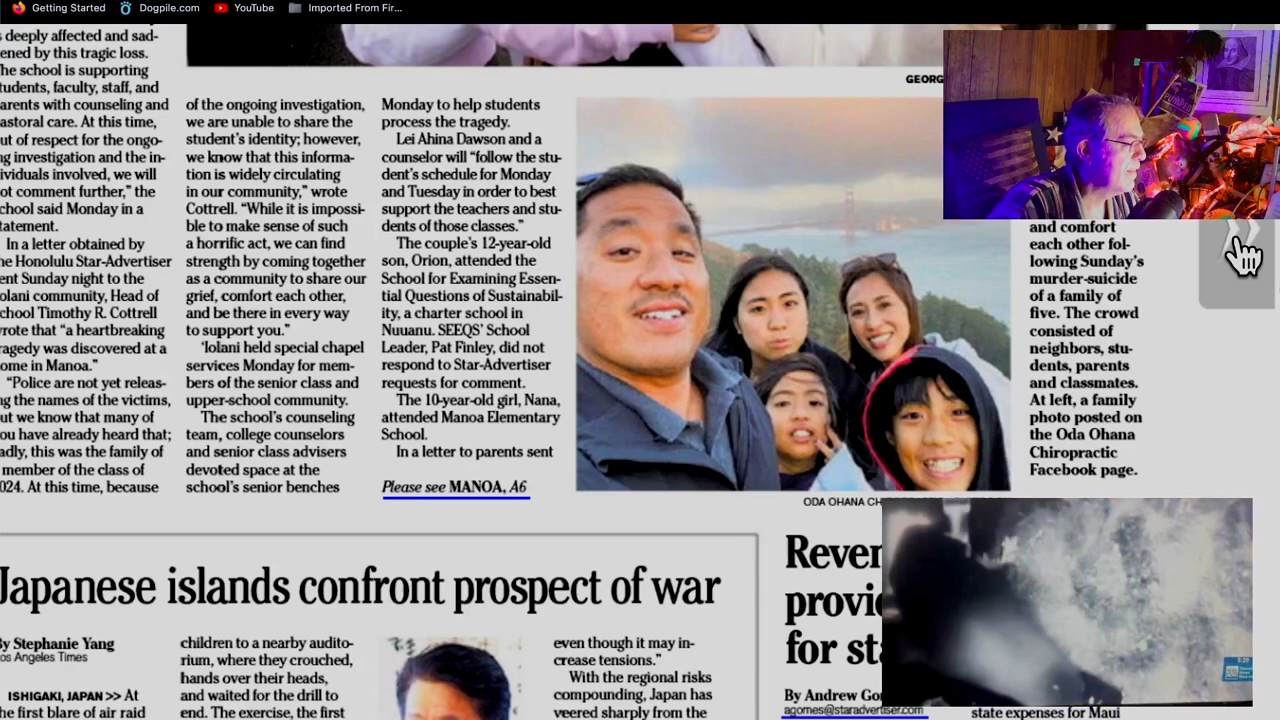 Getting Started
Dogpile.com
YouTube
Imported From Fir...
deeply affected and sad-
ened by this tragic loss.
he school is supporting
tudents, faculty, staff, and
arents with counseling and
astoral care. At this time,
ut of respect for the ongo-
ng investigation and the in-
ividuals involved, we will
ot comment further,” the
chool said Monday in a
tatement.
In a letter obtained by
he Honolulu Star-Advertiser
ent Sunday night to the
olani community, Head of
chool Timothy R. Cottrell
rote that “a heartbreaking
ragedy was discovered at a
ome in Manoa.”
“Police are not yet releas-
ng the names of the victims,
ut we know that many of
ou have already heard that;
adly, this was the family of
member of the class of
024. At this time, because
of the ongoing investigation,
we are unable to share the
student’s identity; however,
we know that this informa-
tion is widely circulating
in our community,” wrote
Cottrell. “While it is impossi-
ble to make sense of such
a horrific act, we can find
strength by coming together
as a community to share our
grief, comfort each other,
and be there in every way
to support you.”
‘Iolani held special chapel
services Monday for mem-
bers of the senior class and
upper-school community.
The school’s counseling
team, college counselors
and senior class advisers
devoted space at the
school’s senior benches
Monday to help students
process the tragedy.
Lei Ahina Dawson and a
counselor will “follow the stu-
dent’s schedule for Monday
and Tuesday in order to best
support the teachers and stu-
dents of those classes.”
The couple’s 12-year-old
son, Orion, attended the
School for Examining Essen-
tial Questions of Sustainabil-
ity, a charter school in
Nuuanu. SEEQS’ School
Leader, Pat Finley, did not
respond to Star-Advertiser
requests for comment.
The 10-year-old girl, Nana,
attended Manoa Elementary
School.
In a letter to parents sent
Please see MANOA, A6
GEORG
and comfort
each other fol-
lowing Sunday’s
murder-suicide
of a family of
five. The crowd
consisted of
neighbors, stu-
dents, parents
and classmates.
At left, a family
photo posted on
the Oda Ohana
Chiropractic
Facebook page.
ODA OHANA
Japanese islands confront prospect of war
By Stephanie Yang
Los Angeles Times
ISHIGAKI, JAPAN >> At
the first blare of air raid
children to a nearby audito-
rium, where they crouched,
hands over their heads,
and waited for the drill to
end. The exercise, the first
even though it may in-
crease tensions.”
With the regional risks
compounding, Japan has
veered sharply from the
Reven
provi
for sta
By Andrew Go
agomes@staradvertiser.com
state expenses for Maui